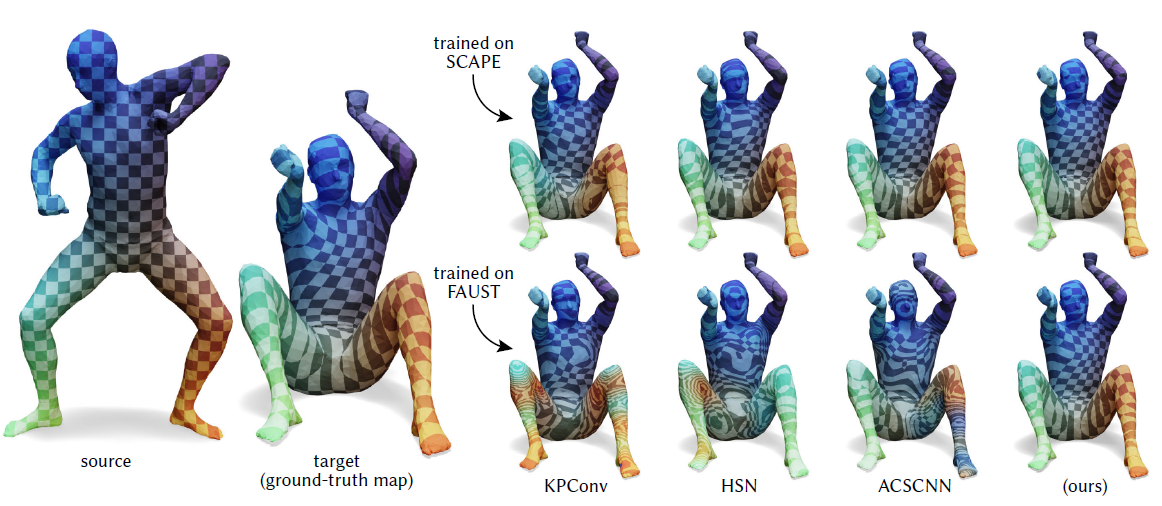 trained on
SCAPE
trained on
FAUST
source
target
(ground-truth map)
KPConv
HSN
ACSCNN
(ours)